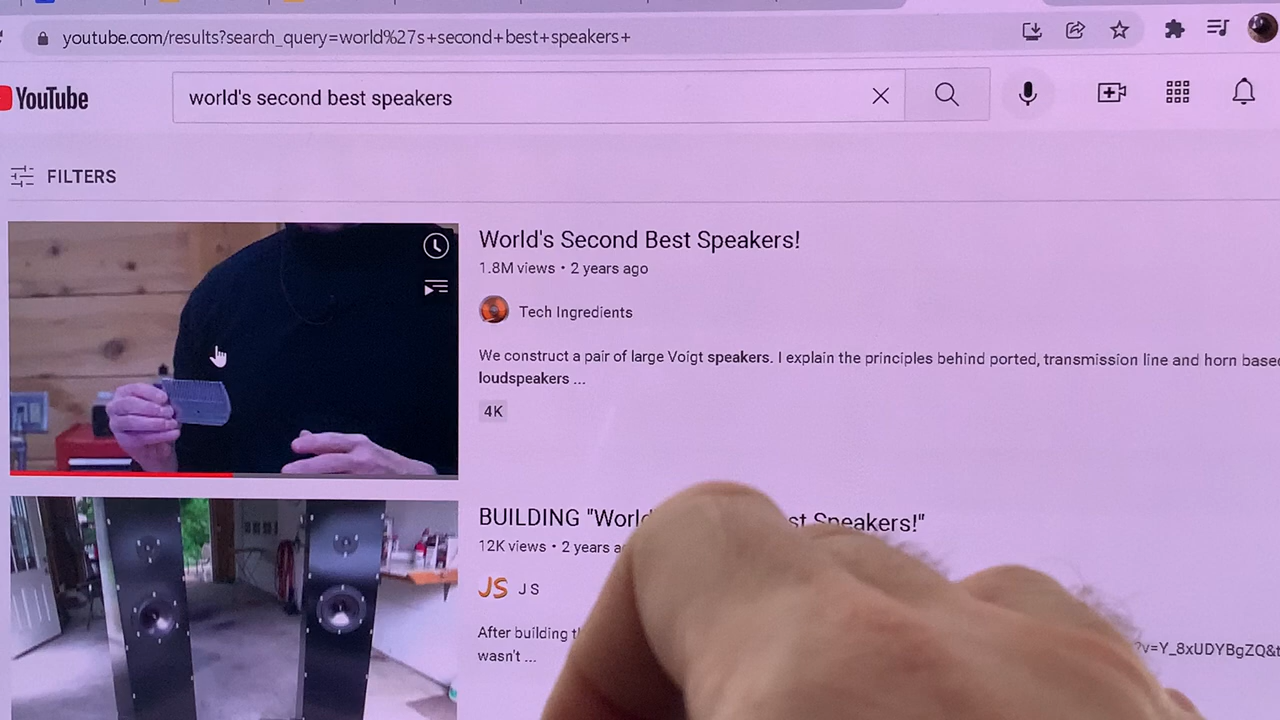 youtube.com/results?search_query=world%27s+second+best+speakers+
YouTube
world's second best speakers
FILTERS
World's Second Best Speakers!
1.8M views • 2 years ago
Tech Ingredients
We construct a pair of large Voigt speakers. I explain the principles behind ported, transmission line and horn based
loudspeakers ...
4K
BUILDING "World st Speakers!"
12K views • 2 years a
JS J S
After building t ?v=Y_8xUDYBgZQ&t
wasn't ...